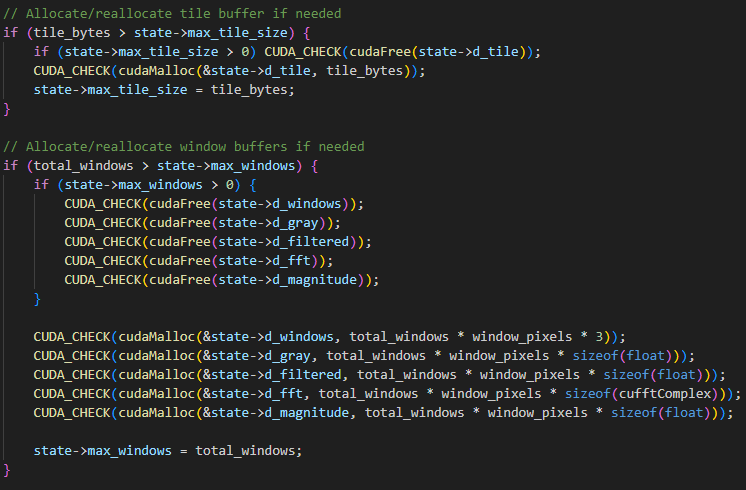 // Allocate/reallocate tile buffer if needed
if (tile_bytes > state->max_tile_size) {
    if (state->max_tile_size > 0) CUDA_CHECK(cudaFree(state->d_tile));
    CUDA_CHECK(cudaMalloc(&state->d_tile, tile_bytes));
    state->max_tile_size = tile_bytes;
}

// Allocate/reallocate window buffers if needed
if (total_windows > state->max_windows) {
    if (state->max_windows > 0) {
        CUDA_CHECK(cudaFree(state->d_windows));
        CUDA_CHECK(cudaFree(state->d_gray));
        CUDA_CHECK(cudaFree(state->d_filtered));
        CUDA_CHECK(cudaFree(state->d_fft));
        CUDA_CHECK(cudaFree(state->d_magnitude));
    }

    CUDA_CHECK(cudaMalloc(&state->d_windows, total_windows * window_pixels * 3));
    CUDA_CHECK(cudaMalloc(&state->d_gray, total_windows * window_pixels * sizeof(float)));
    CUDA_CHECK(cudaMalloc(&state->d_filtered, total_windows * window_pixels * sizeof(float)));
    CUDA_CHECK(cudaMalloc(&state->d_fft, total_windows * window_pixels * sizeof(cufftComplex)));
    CUDA_CHECK(cudaMalloc(&state->d_magnitude, total_windows * window_pixels * sizeof(float)));

    state->max_windows = total_windows;
}